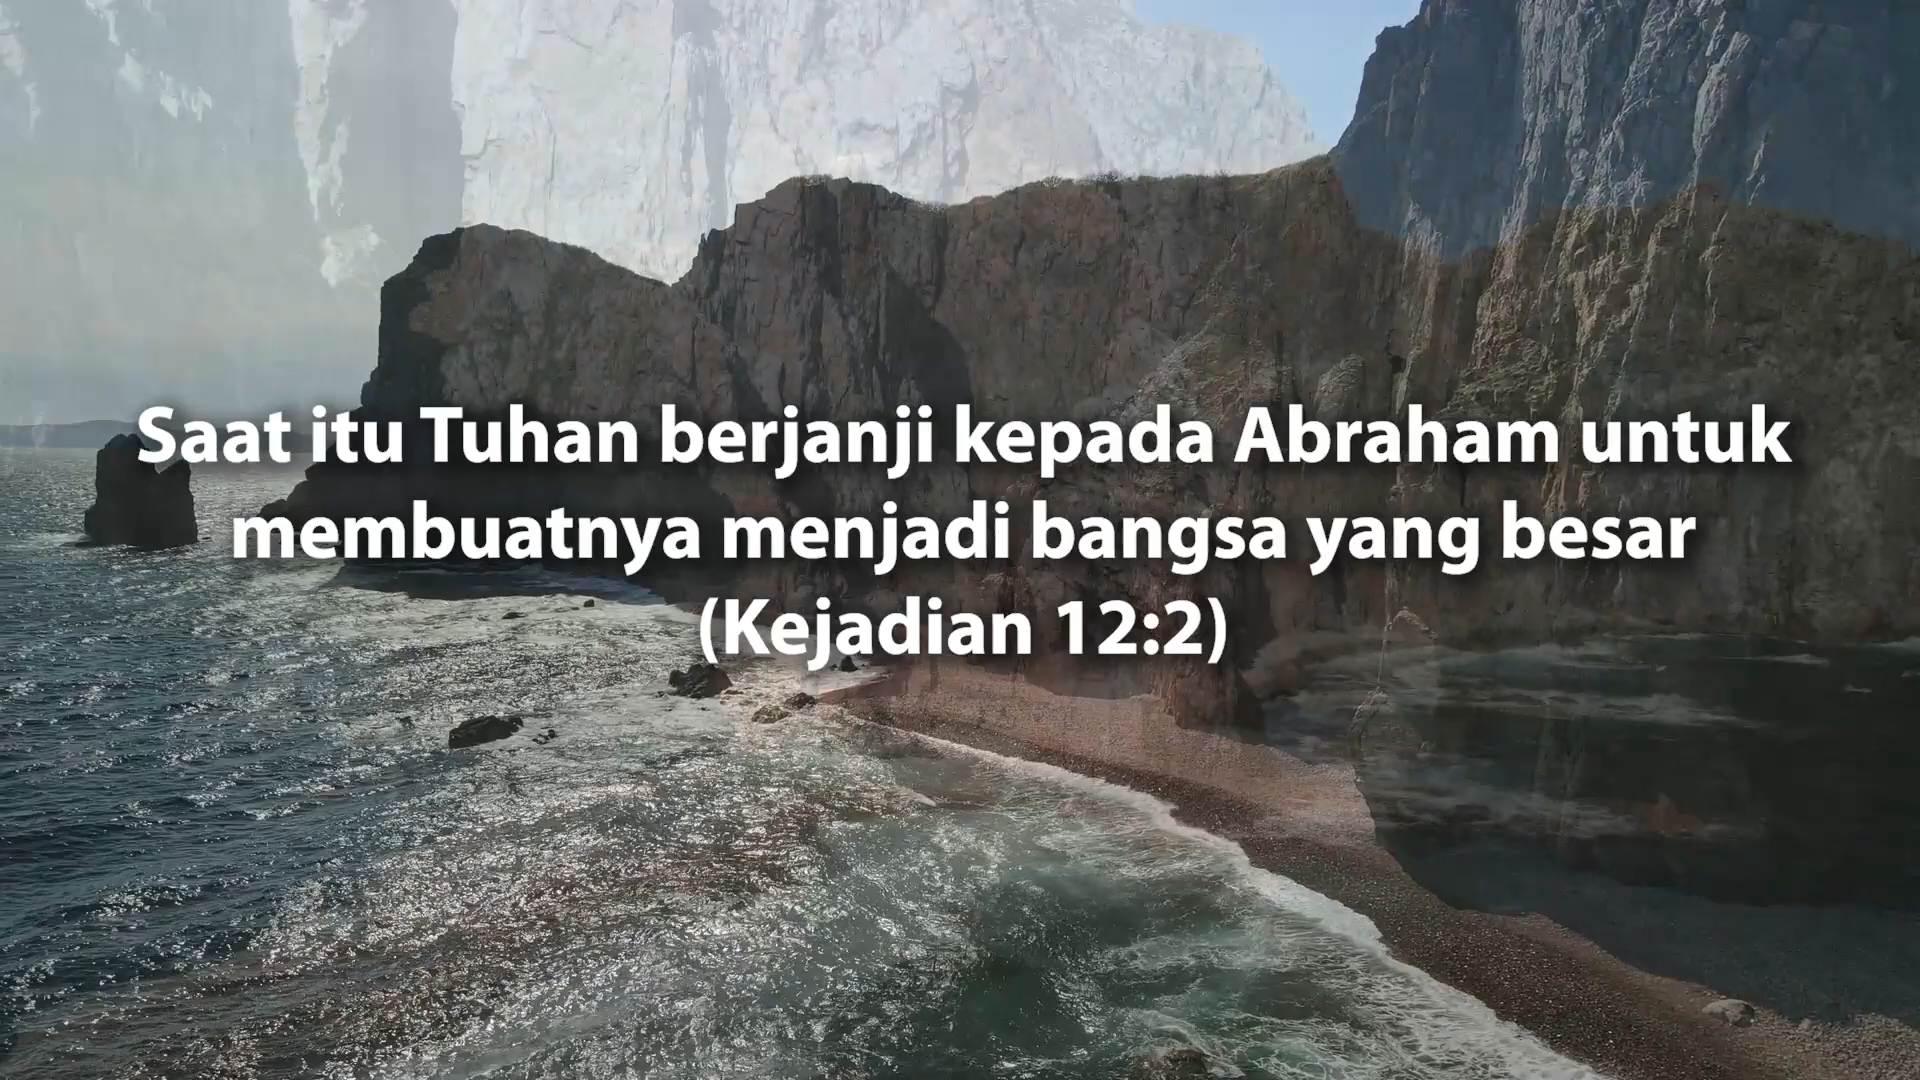 Saat itu Tuhan berjanji kepada Abraham untuk
membuatnya menjadi bangsa yang besar
(Kejadian 12:2)